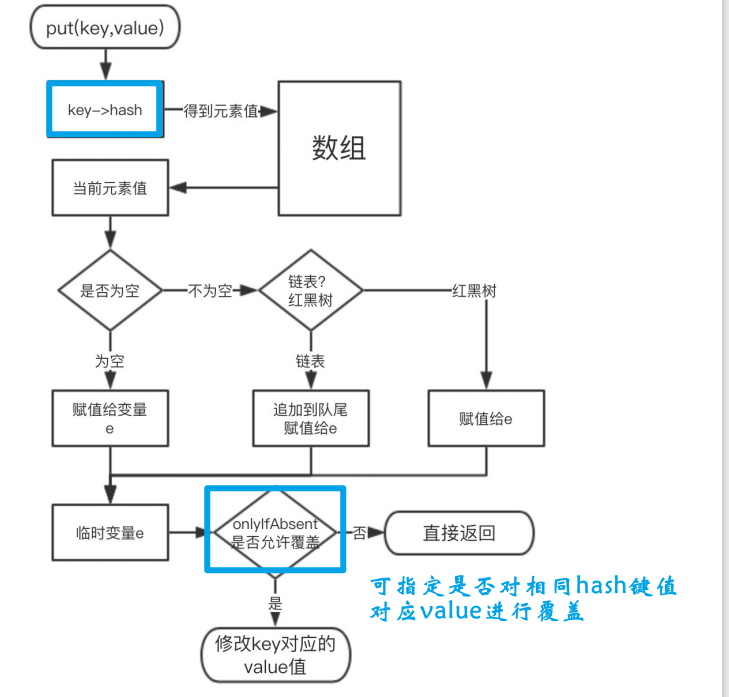 put(key,value)
key->hash
得到元素值
数组
当前元素值
是否为空
不为空
链表?
红黑树
红黑树
为空
链表
赋值给变量
e
追加到队尾
赋值给e
赋值给e
临时变量e
onlyIfAbsent
是否允许覆盖
否
直接返回
可指定是否对相同hash键值
对应value进行覆盖
是
修改key对应的
value值